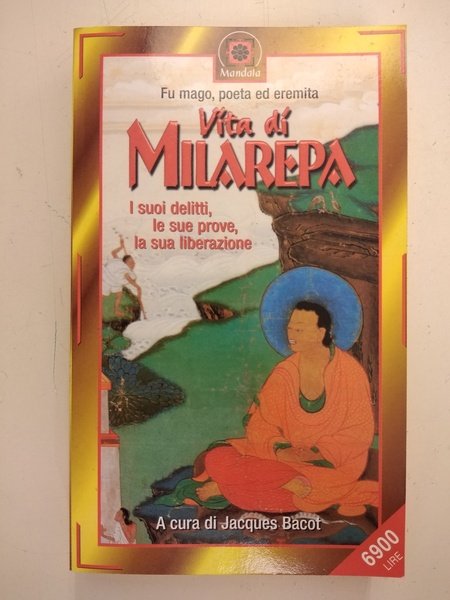 Mandala
Fu mago, poeta ed eremita
Vita di
MILAREPA
I suoi delitti,
le sue prove,
la sua liberazione
A cura di Jacques Bacot
6900
LIRE